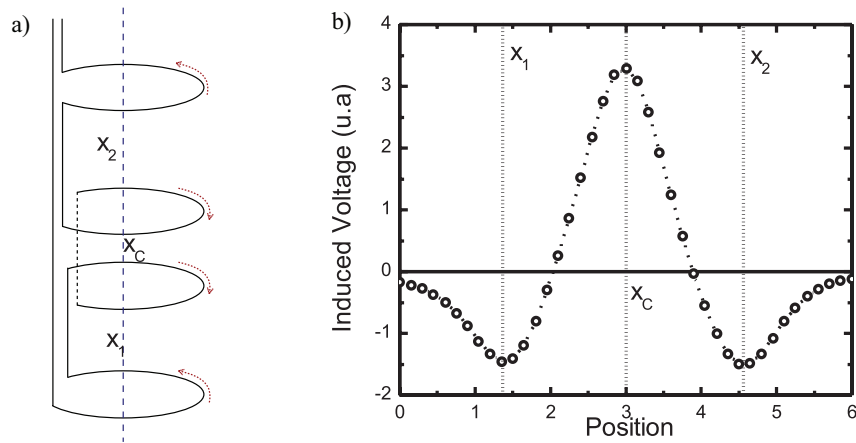 a)
X2
XC
X1
b)
Induced Voltage (u.a)
4
3
2
1
0
-1
-2
X1
X2
XC
0 1 2 3 4 5 6
Position